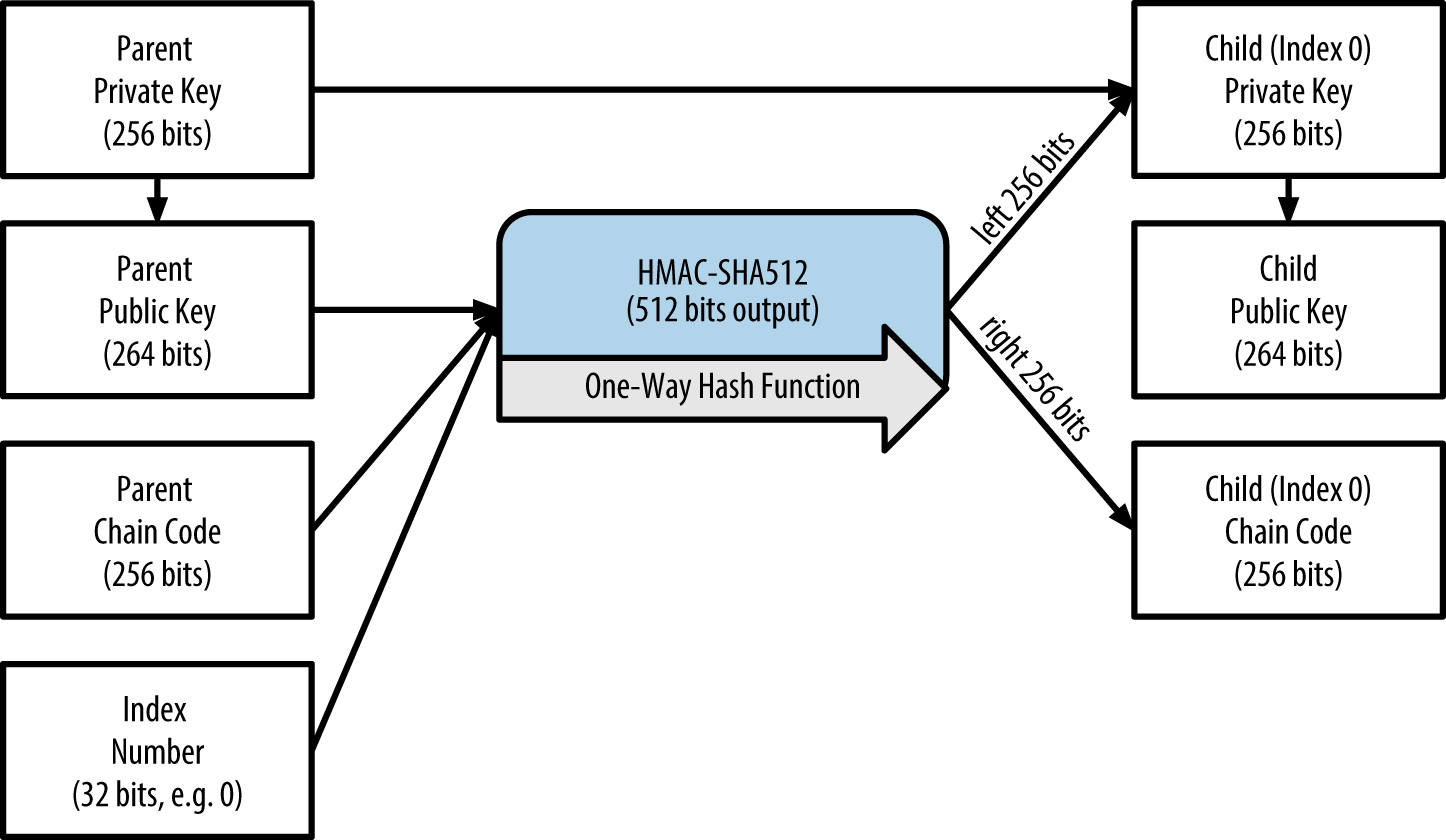 Parent
Private Key
(256 bits)
Parent
Public Key
(264 bits)
Parent
Chain Code
(256 bits)
Index
Number
(32 bits, e.g. 0)
HMAC-SHA512
(512 bits output)
One-Way Hash Function
left 256 bits
right 256 bits
Child (Index 0)
Private Key
(256 bits)
Child
Public Key
(264 bits)
Child (Index 0)
Chain Code
(256 bits)